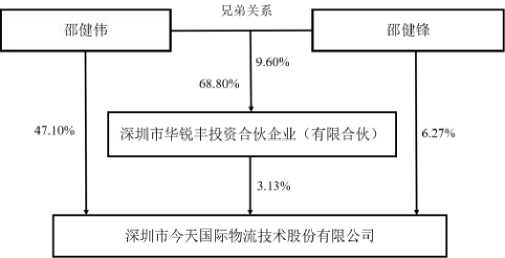 兄弟关系
邵健伟
邵健锋
9.60%
68.80%
47.10%
深圳市华锐丰投资合伙企业（有限合伙）
6.27%
3.13%
深圳市今天国际物流技术股份有限公司